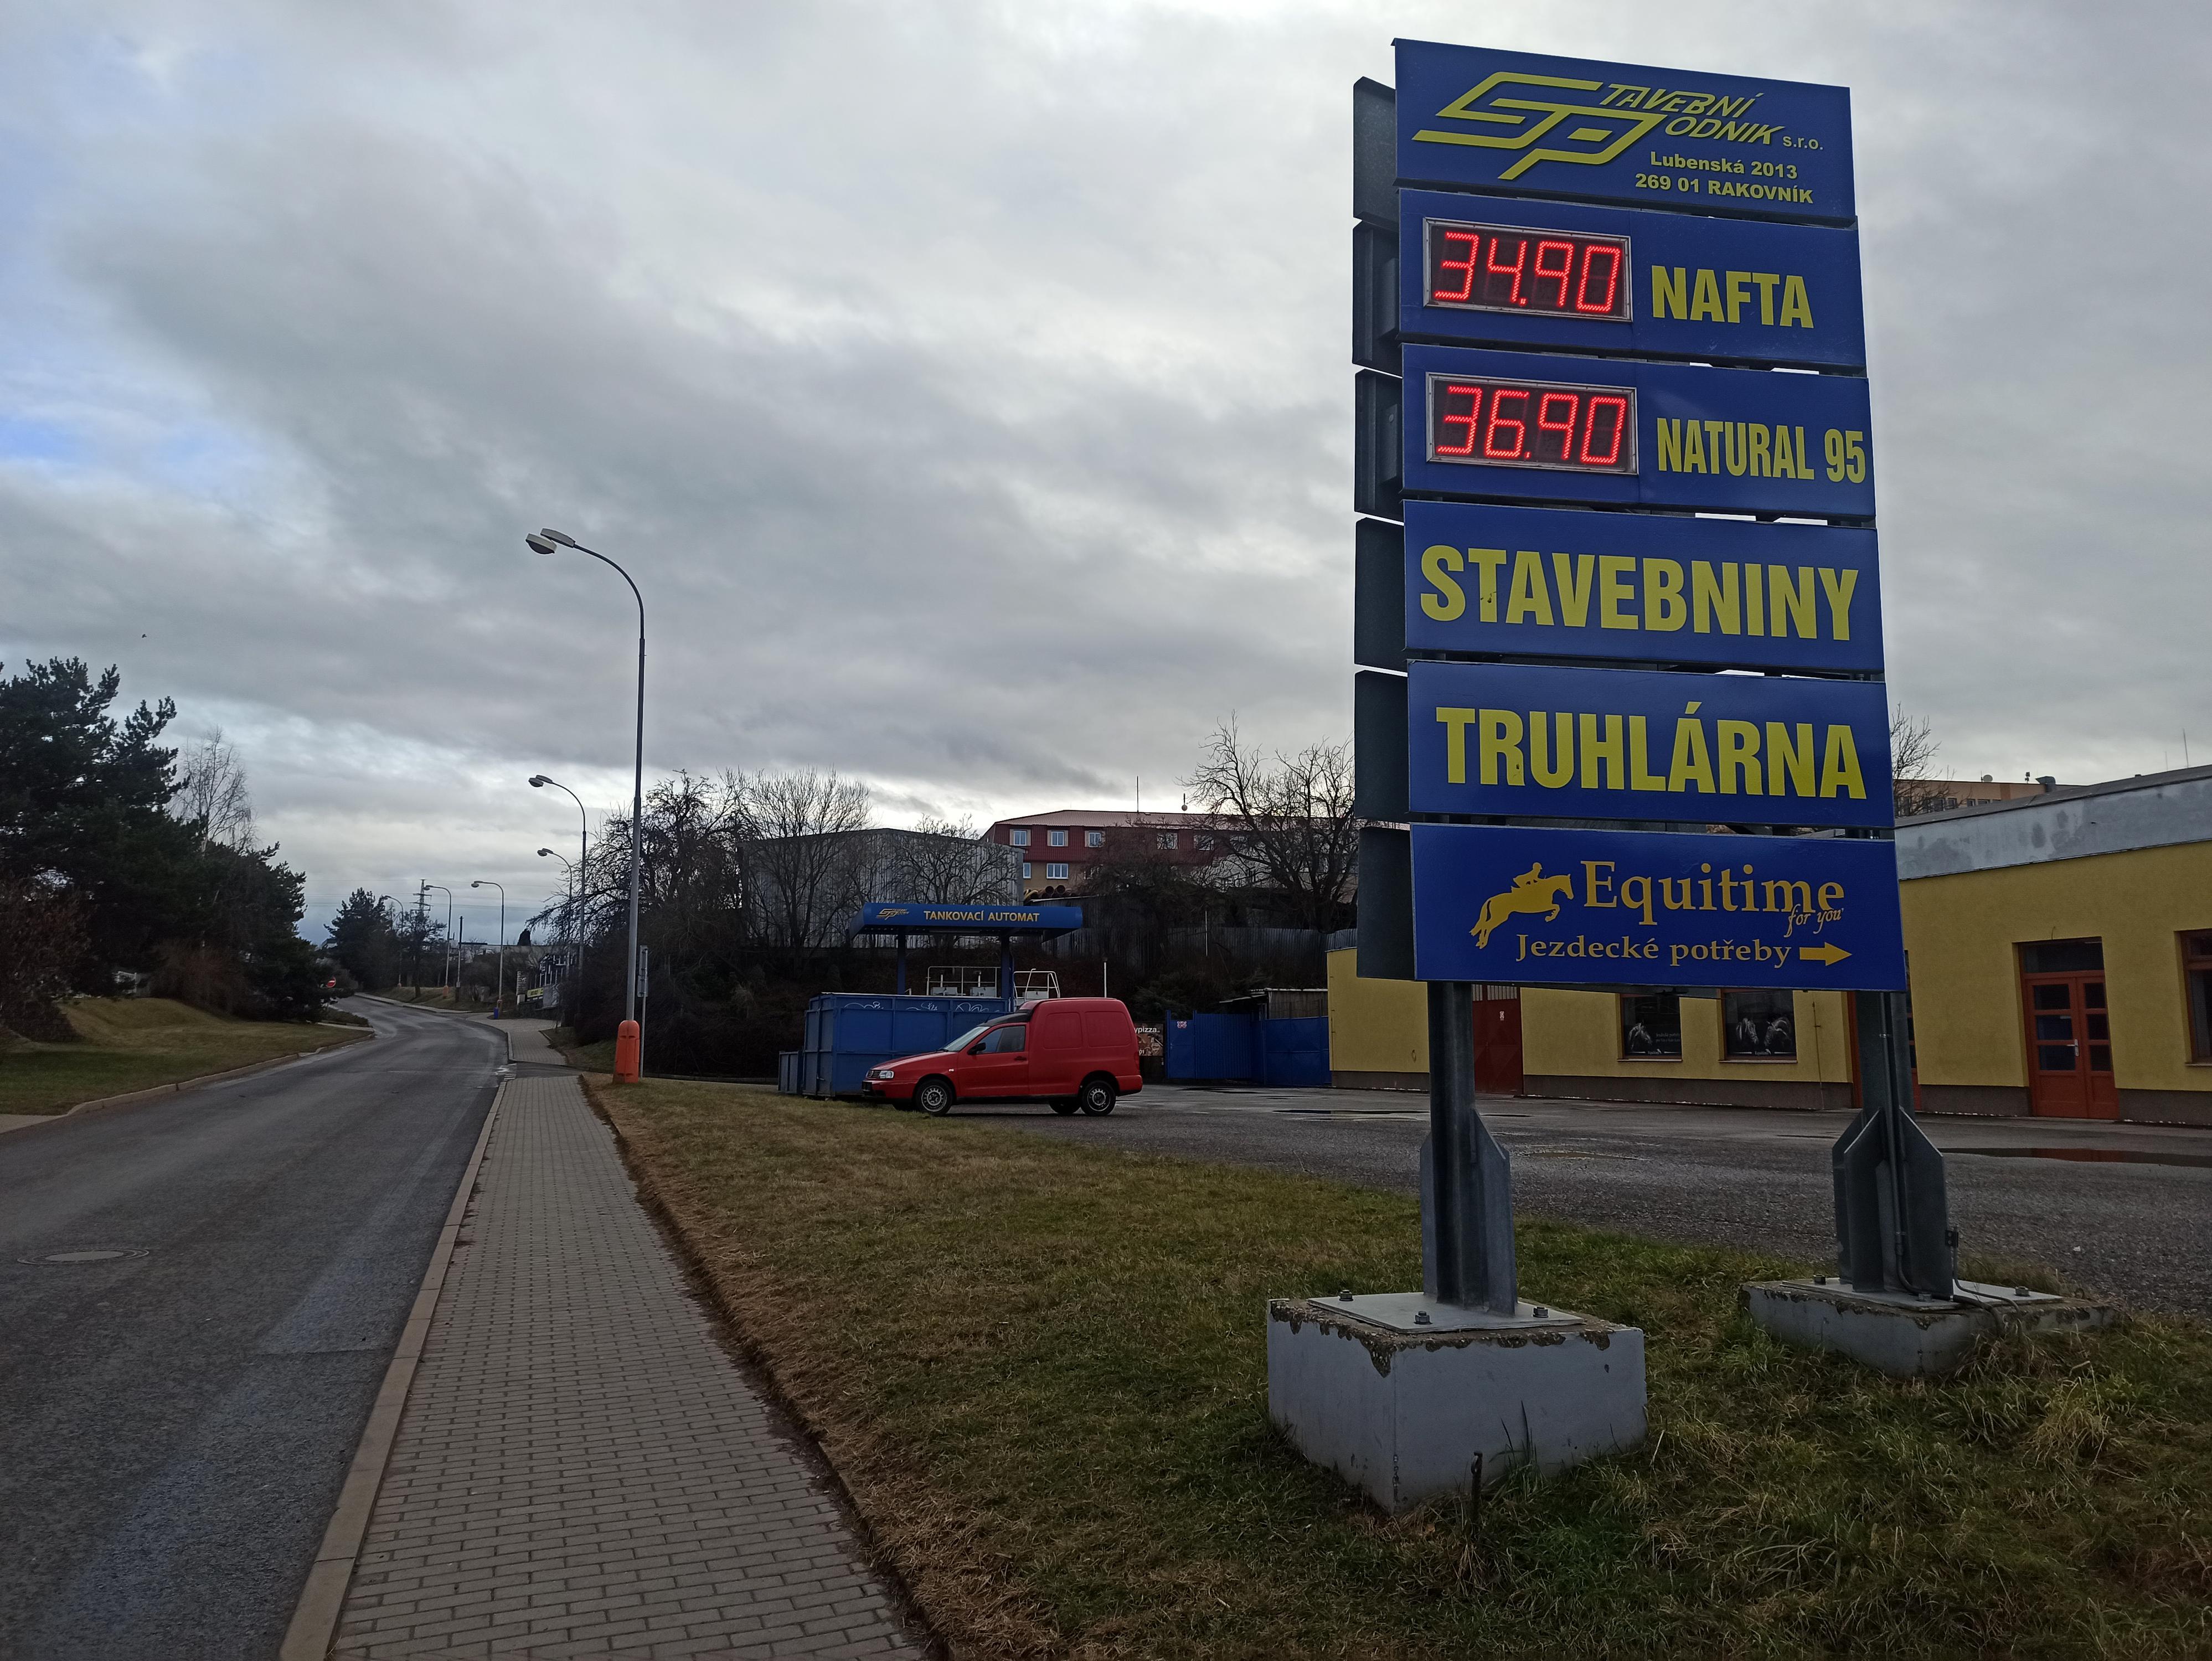 STAVEBNÍ
PODNIK s.r.o.
Lubenská 2013
269 01 RAKOVNÍK
34.90 NAFTA
36.90 NATURAL 95
STAVEBNINY
TRUHLÁRNA
Equitime
for you
Jezdecké potřeby
TANKOVACÍ AUTOMAT